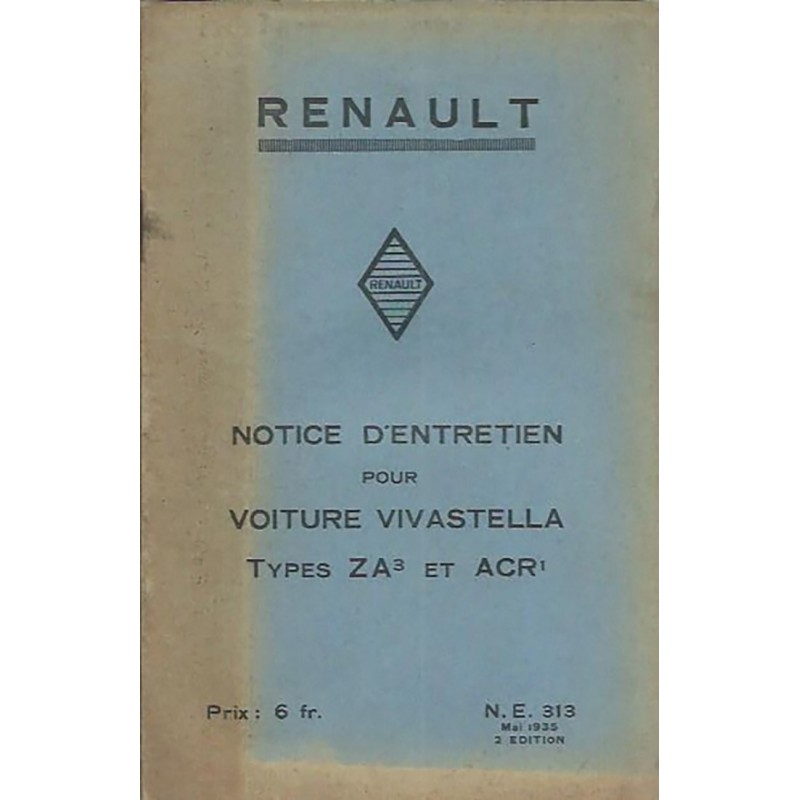 RENAULT
RENAULT
NOTICE D'ENTRETIEN
POUR
VOITURE VIVASTELLA
TYPES ZA³ ET ACR¹
Prix : 6 fr.
N. E. 313
Mai 1935
2 EDITION